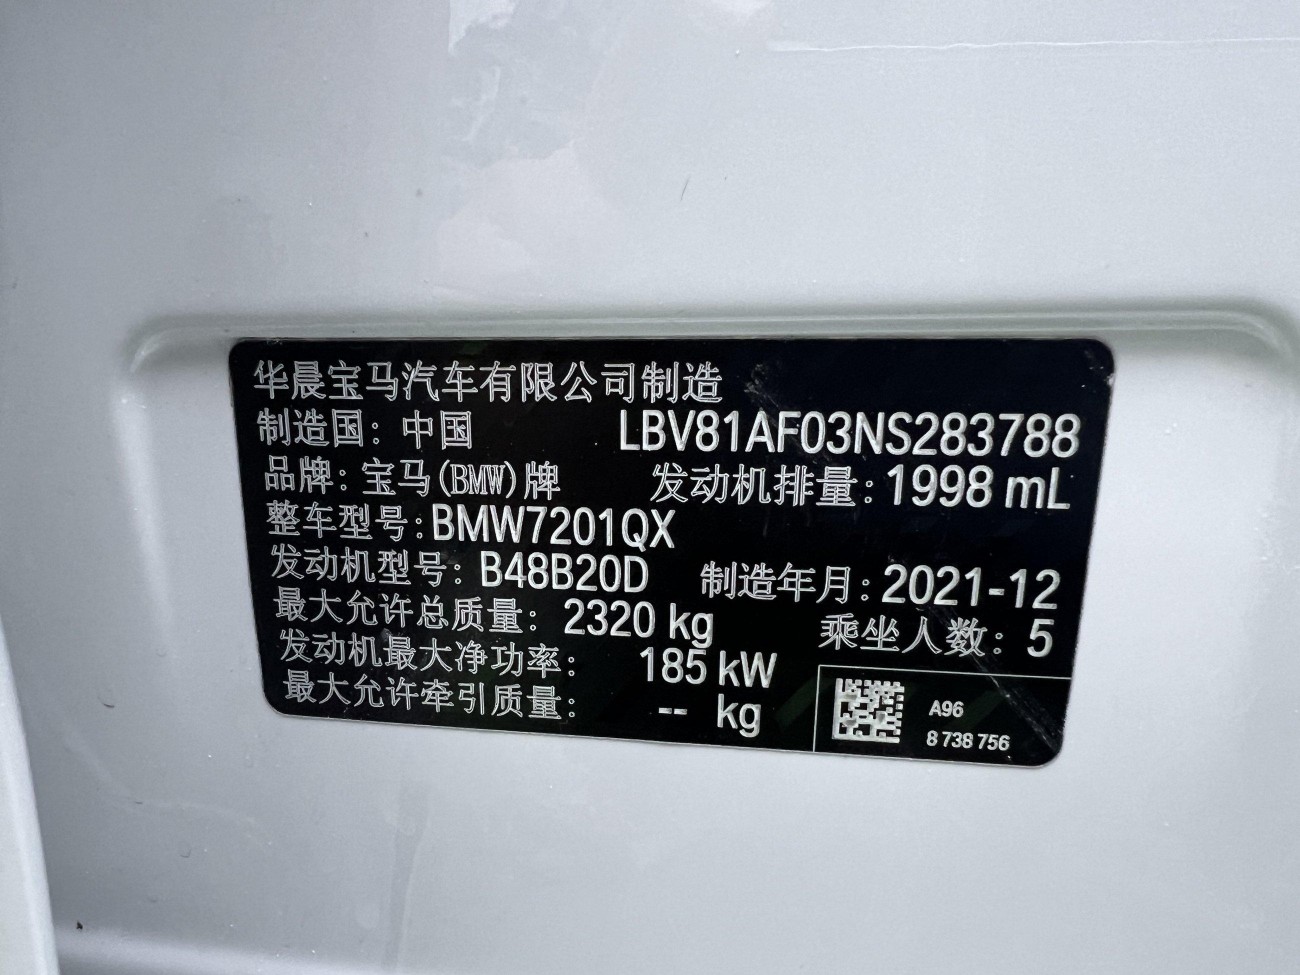 华晨宝马汽车有限公司制造
制造国：中国 LBV81AF03NS283788
品牌：宝马(BMW)牌 发动机排量：1998 mL
整车型号：BMW7201QX
发动机型号：B48B20D 制造年月：2021-12
最大允许总质量：2320 kg 乘坐人数：5
发动机最大净功率：185 kW
最大允许牵引质量：-- kg
A96
8 738 756